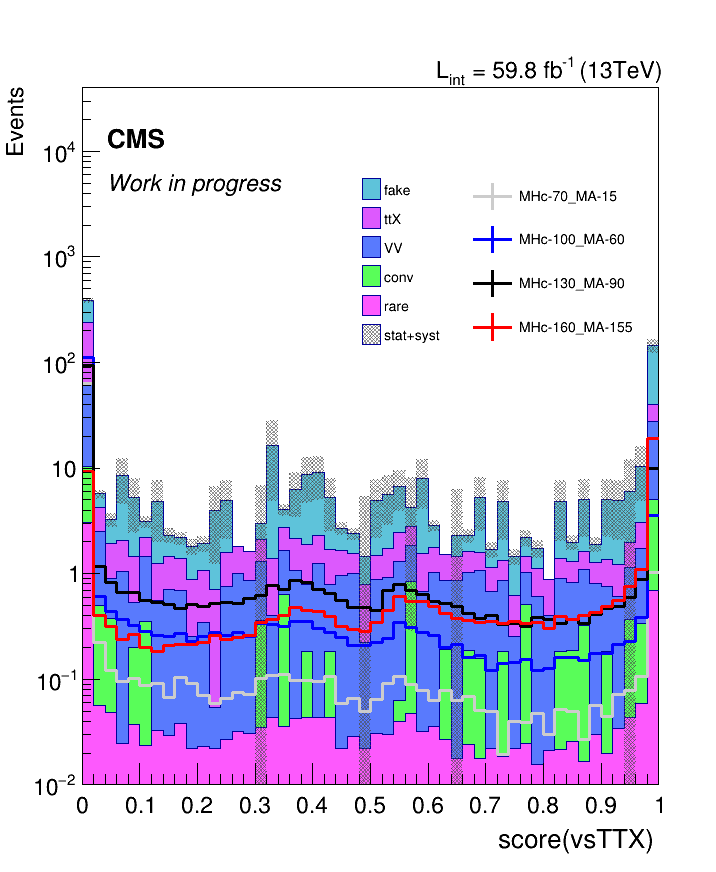 L_int = 59.8 fb^-1 (13TeV)
Events
CMS
Work in progress
fake
ttX
VV
conv
rare
stat+syst
MHc-70_MA-15
MHc-100_MA-60
MHc-130_MA-90
MHc-160_MA-155
10^4
10^3
10^2
10
1
10^−1
10^−2
0 0.1 0.2 0.3 0.4 0.5 0.6 0.7 0.8 0.9 1
score(vsTTX)